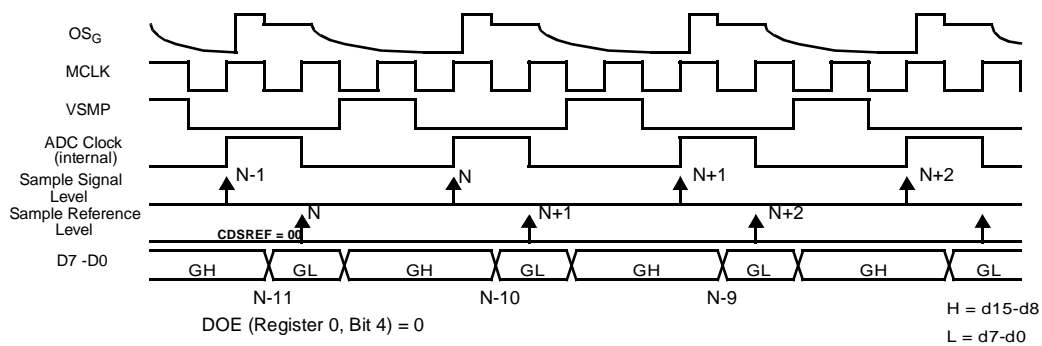 OSG
MCLK
VSMP
ADC Clock
(internal)
Sample Signal
Level
N-1 N N+1 N+2
Sample Reference
Level
N N+1 N+2
CDSREF = 00
D7 -D0
GH GL GH GL GH GL GH GL
N-11 N-10 N-9
DOE (Register 0, Bit 4) = 0
H = d15-d8
L = d7-d0